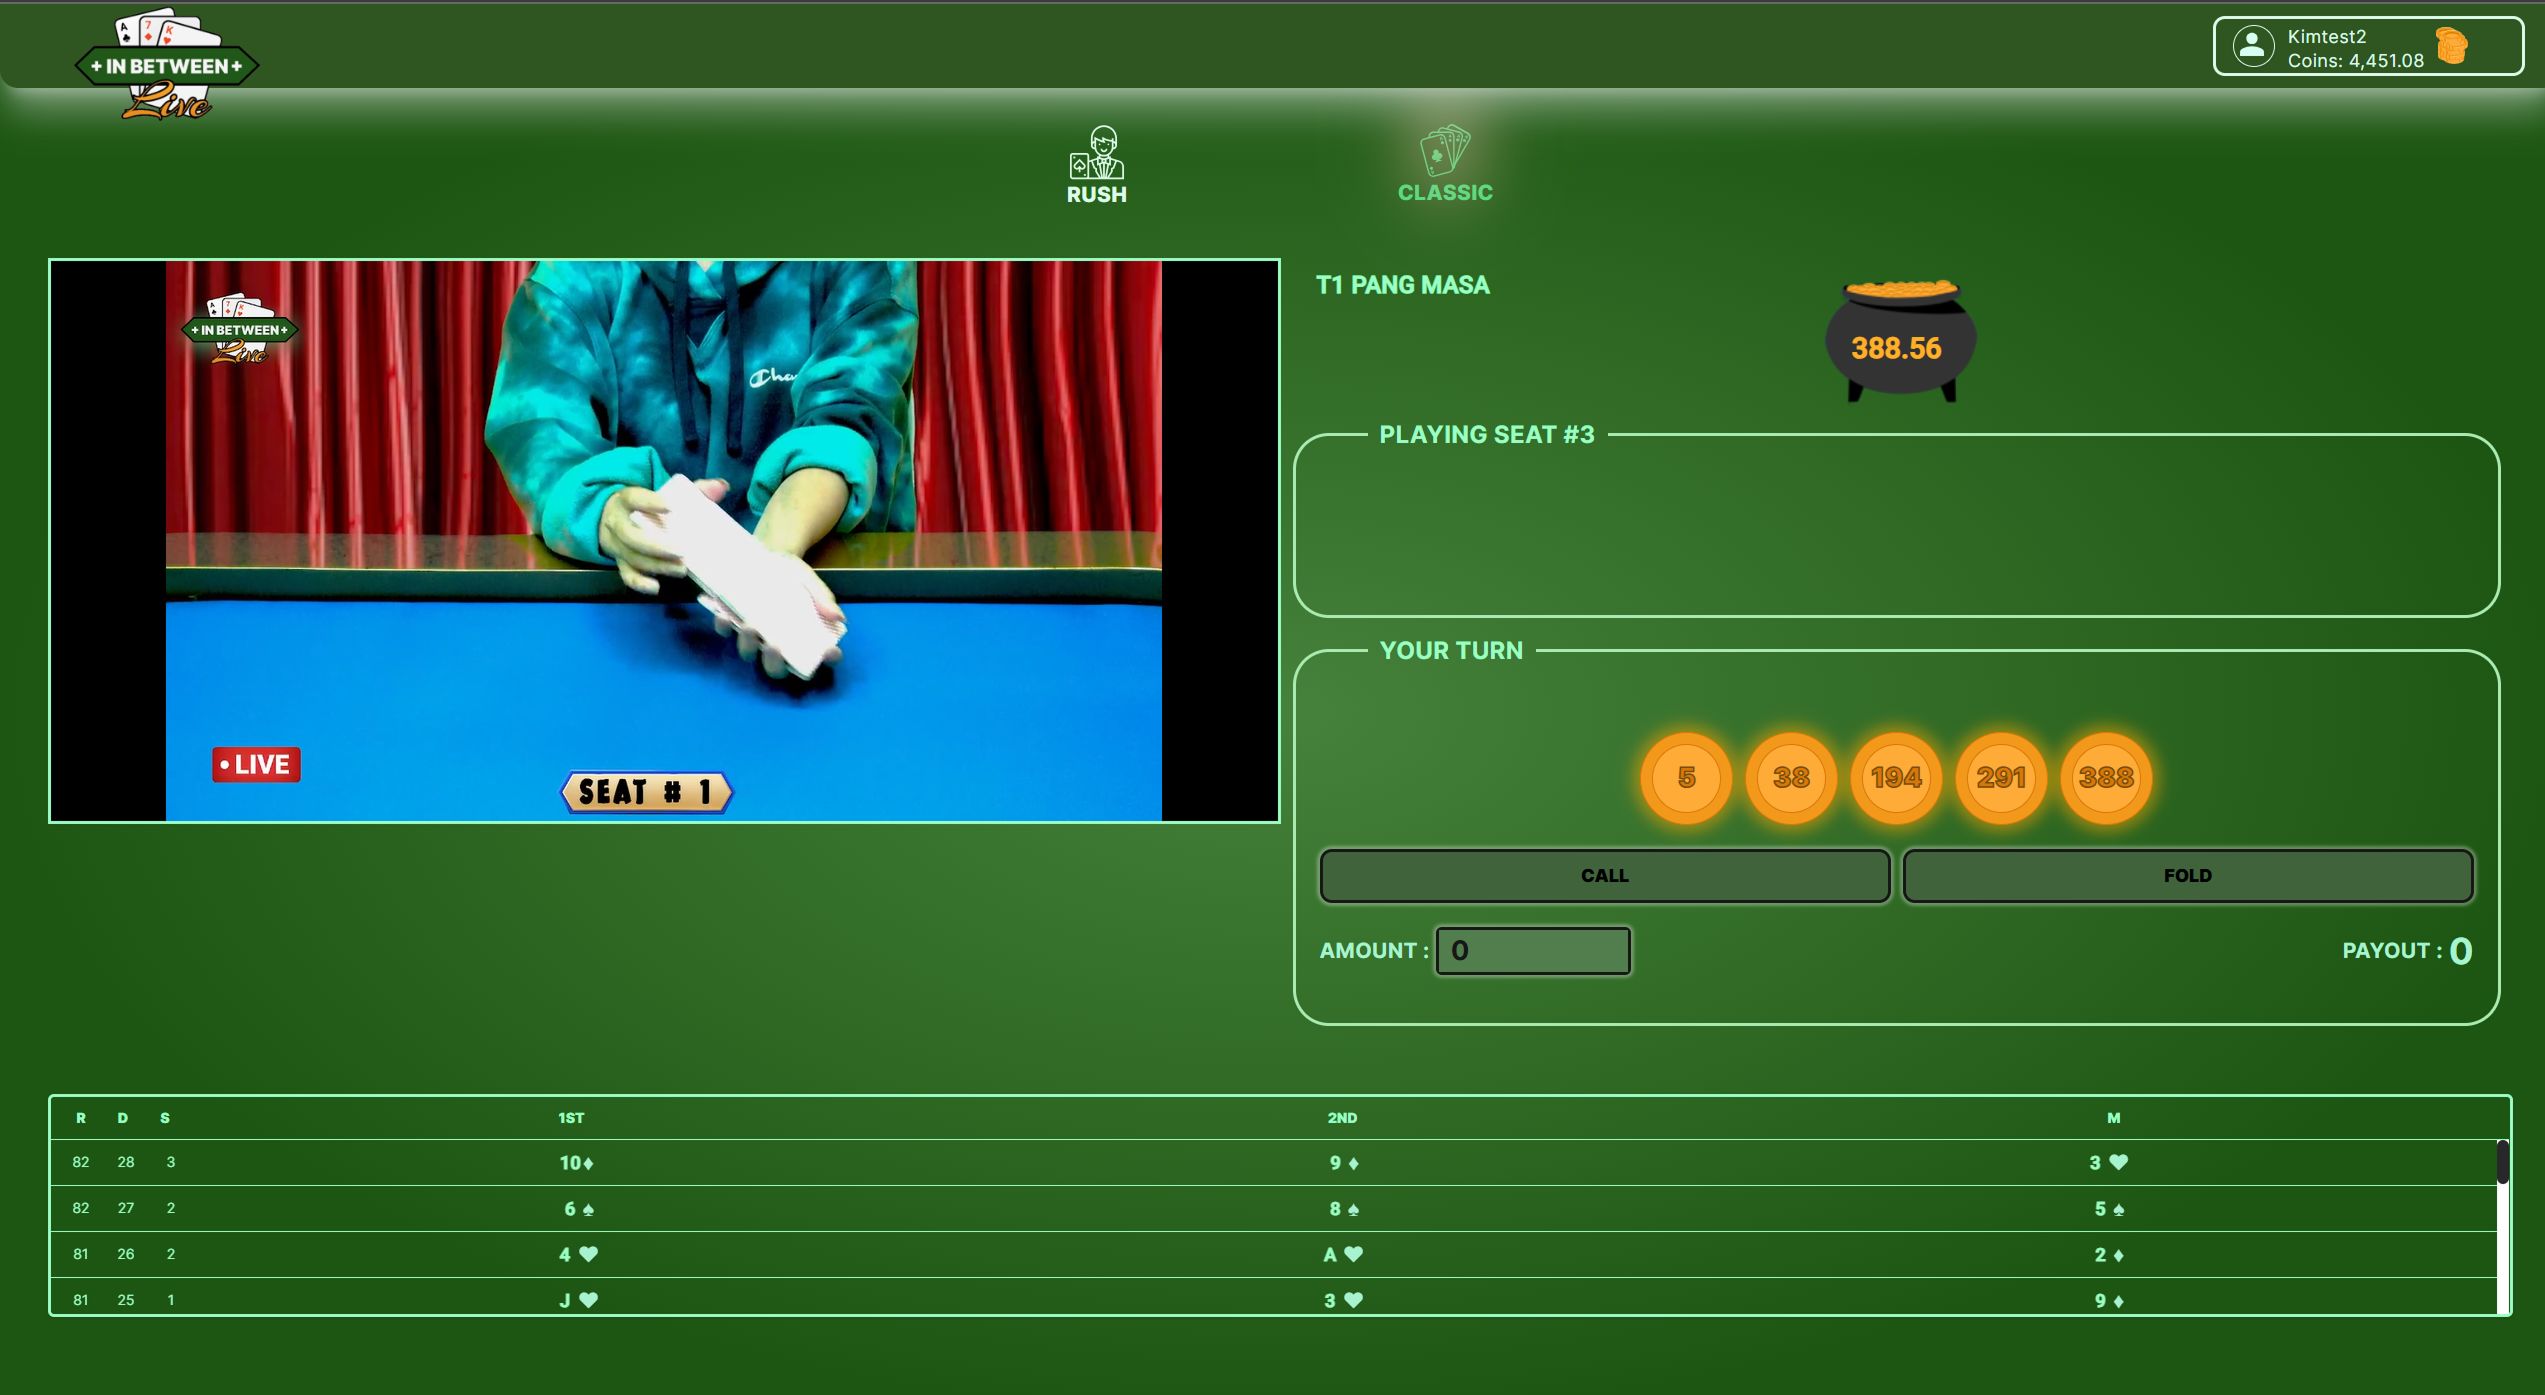 A 7 K
+ IN BETWEEN +
Live
Kimtest2
Coins: 4,451.08
RUSH
CLASSIC
A 7 K
+ IN BETWEEN +
Live
Cha
LIVE
SEAT # 1
T1 PANG MASA
388.56
PLAYING SEAT #3
YOUR TURN
5 38 194 291 388
CALL FOLD
AMOUNT : 0 PAYOUT : 0
R D S 1ST 2ND M
82 28 3 10♦ 9 ♦ 3 ♥
82 27 2 6 ♠ 8 ♠ 5 ♠
81 26 2 4 ♥ A ♥ 2 ♦
81 25 1 J ♥ 3 ♥ 9 ♦